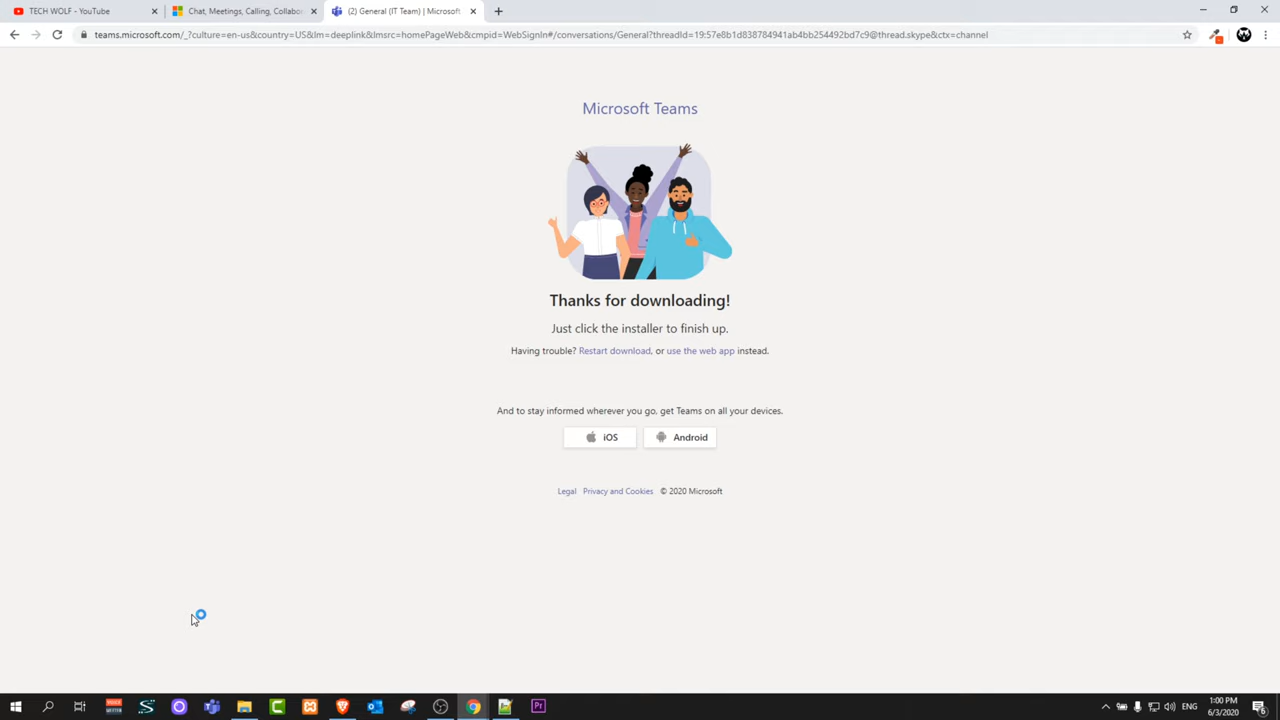 TECH WOLF - YouTube
Chat, Meetings, Calling, Collabor
(2) General (IT Team) | Microsoft
teams.microsoft.com/_?culture=en-us&country=US&lm=deeplink&lmsrc=homePageWeb&cmpid=WebSignIn#/conversations/General?threadId=19:57e8b1d838784941ab4bb254492bd7c9@thread.skype&ctx=channel
Microsoft Teams
Thanks for downloading!
Just click the installer to finish up.
Having trouble? Restart download, or use the web app instead.
And to stay informed wherever you go, get Teams on all your devices.
iOS
Android
Legal Privacy and Cookies © 2020 Microsoft
ENG
1:00 PM
6/3/2020